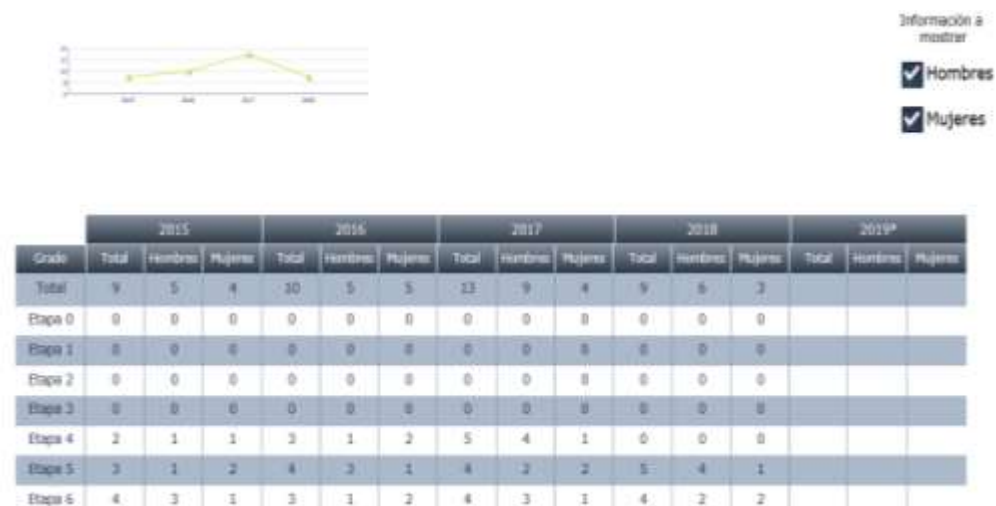 Información a
mostrar
Hombres
Mujeres
2015 2016 2017 2018 2019*
Grado Total Hombres Mujeres Total Hombres Mujeres Total Hombres Mujeres Total Hombres Mujeres Total Hombres Mujeres
Total 9 5 4 10 5 5 13 9 4 9 6 3
Etapa 0 0 0 0 0 0 0 0 0 0 0 0 0
Etapa 1 0 0 0 0 0 0 0 0 0 0 0 0
Etapa 2 0 0 0 0 0 0 0 0 0 0 0 0
Etapa 3 0 0 0 0 0 0 0 0 0 0 0 0
Etapa 4 2 1 1 3 1 2 5 4 1 0 0 0
Etapa 5 3 1 2 4 3 1 4 2 2 5 4 1
Etapa 6 4 3 1 3 1 2 4 3 1 4 2 2